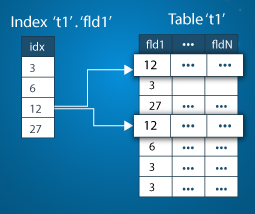 Index 't1'.'fld1'
Table 't1'
idx
3
6
12
27
fld1 ••• fldN
12 ••• •••
3
27 ••• •••
12 ••• •••
6 ••• •••
3 ••• •••
3 ••• •••